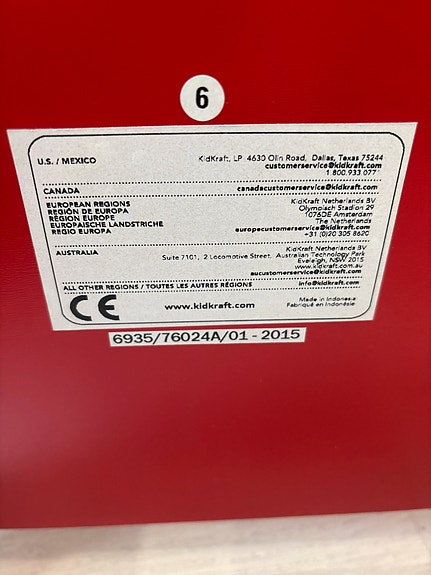 6
U.S. / MEXICO
KidKraft, LP 4630 Olin Road, Dallas, Texas 75244
customerservice@kidkraft.com
1 800.933.0771
CANADA
canadacustomerservice@kidkraft.com
EUROPEAN REGIONS
REGIÓN DE EUROPA
RÉGION EUROPE
EUROPAISCHE LANDSTRICHE
REGIO EUROPA
KidKraft Netherlands BV
Olympisch Stadion 29
1076DE Amsterdam
The Netherlands
europecustomerservice@kidkraft.com
+31 (0)20 305 8620
AUSTRALIA
KidKraft Netherlands BV
Suite 7101, 2 Locomotive Street, Australian Technology Park
Eveleigh, NSW 2015
www.kidkraft.com.au
aucustomerservice@kidkraft.com
ALL OTHER REGIONS / TOUTES LES AUTRES RÉGIONS
info@kidkraft.com
CE
www.kidkraft.com
Made in Indonesia
Fabriqué en Indonésie
6935/76024A/01 - 2015